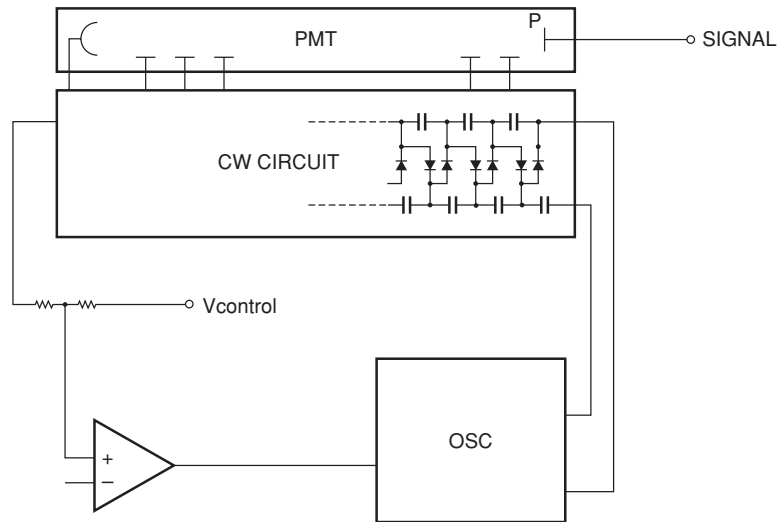 P
PMT
SIGNAL
CW CIRCUIT
Vcontrol
+
−
OSC